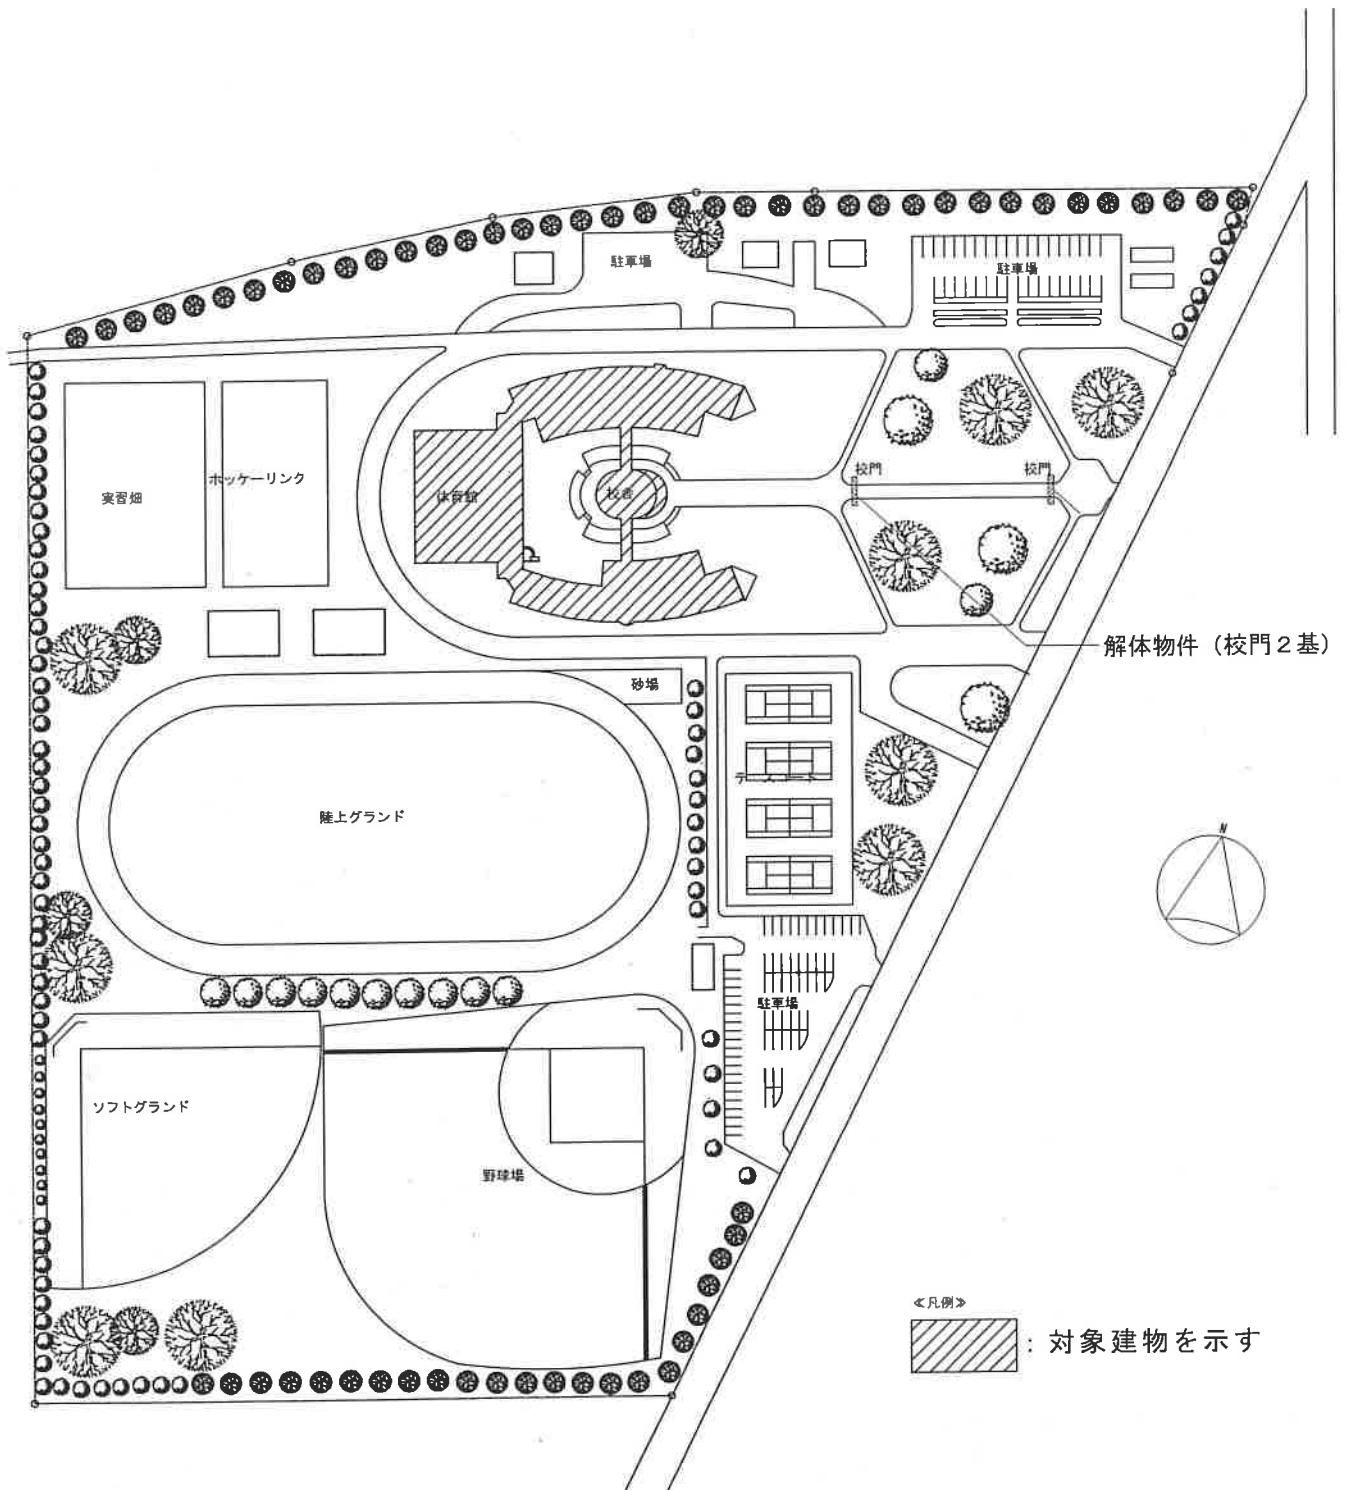 駐車場
駐車場
実習畑
ホッケーリンク
体育館
校舎
校門
校門
解体物件（校門２基）
砂場
テニスコート
陸上グランド
N
駐車場
ソフトグランド
野球場
≪凡例≫
：対象建物を示す